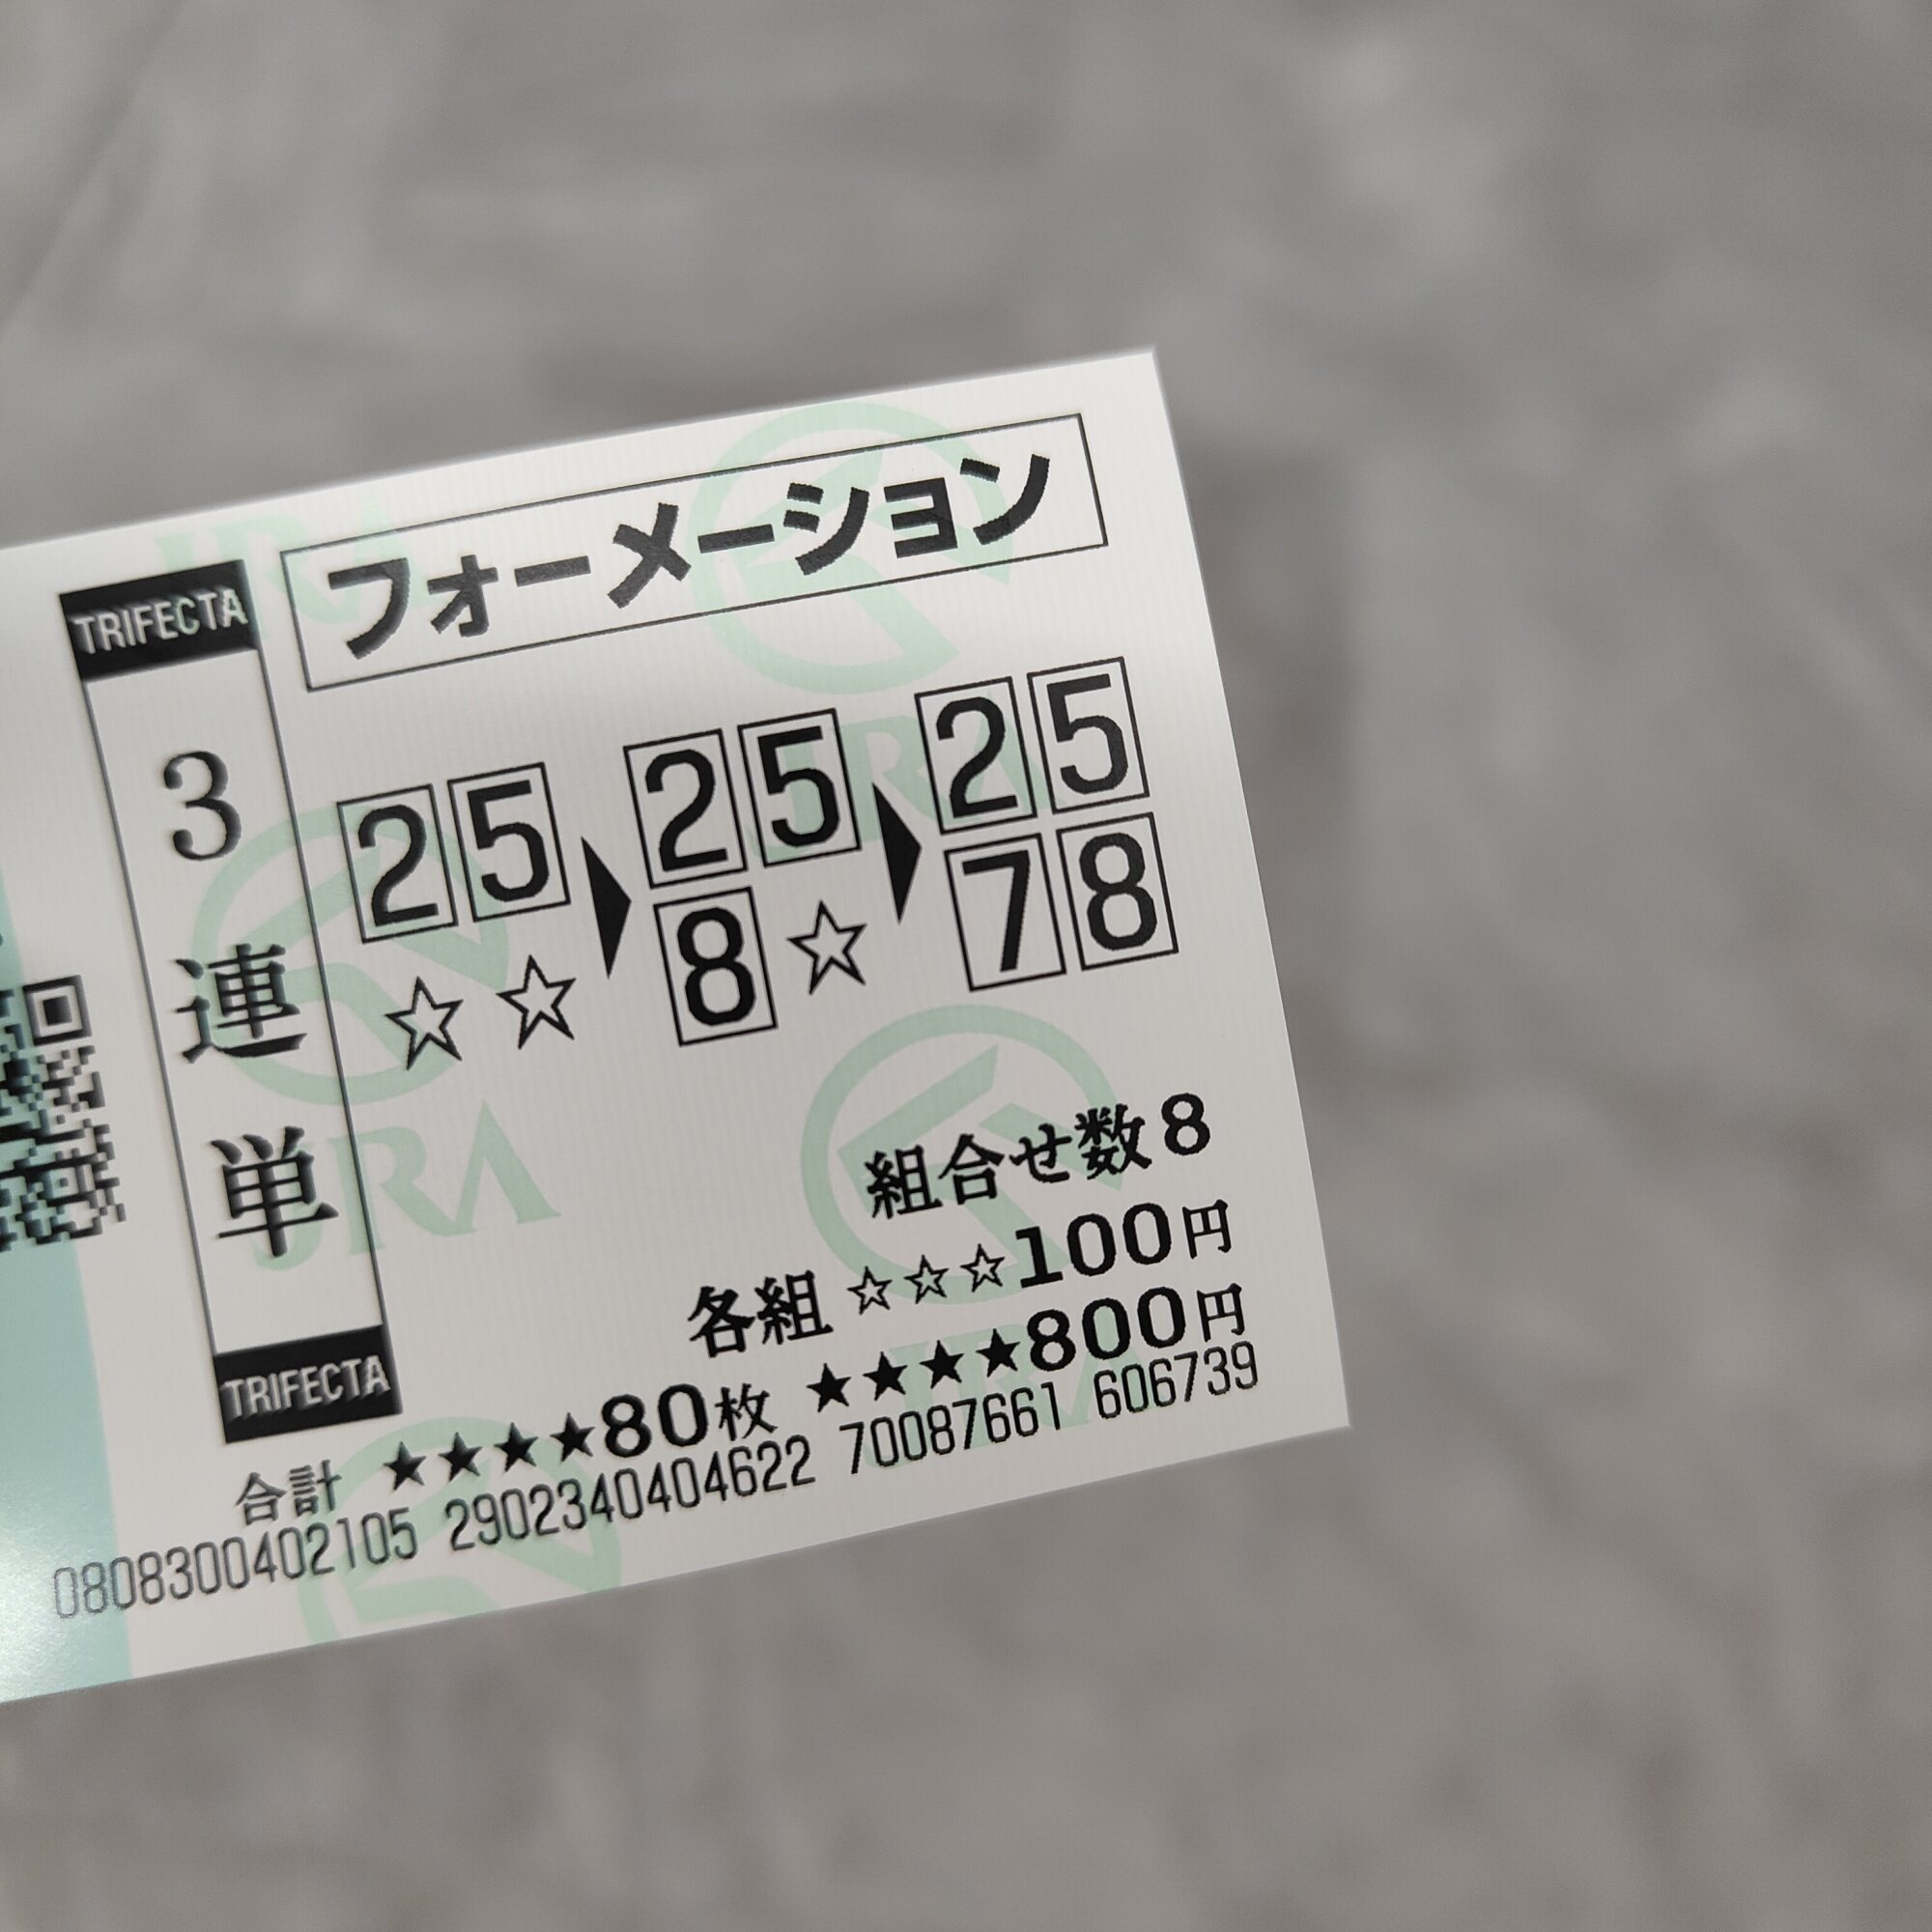 フォーメーション
TRIFECTA
3連単
TRIFECTA
25▶25▶25
☆☆ 8☆ 78
組合せ数8
各組 ☆☆☆100円
合計 ★★★★80枚 ★★★★800円
0808300402105 2902340404622 70087661 606739
JRA